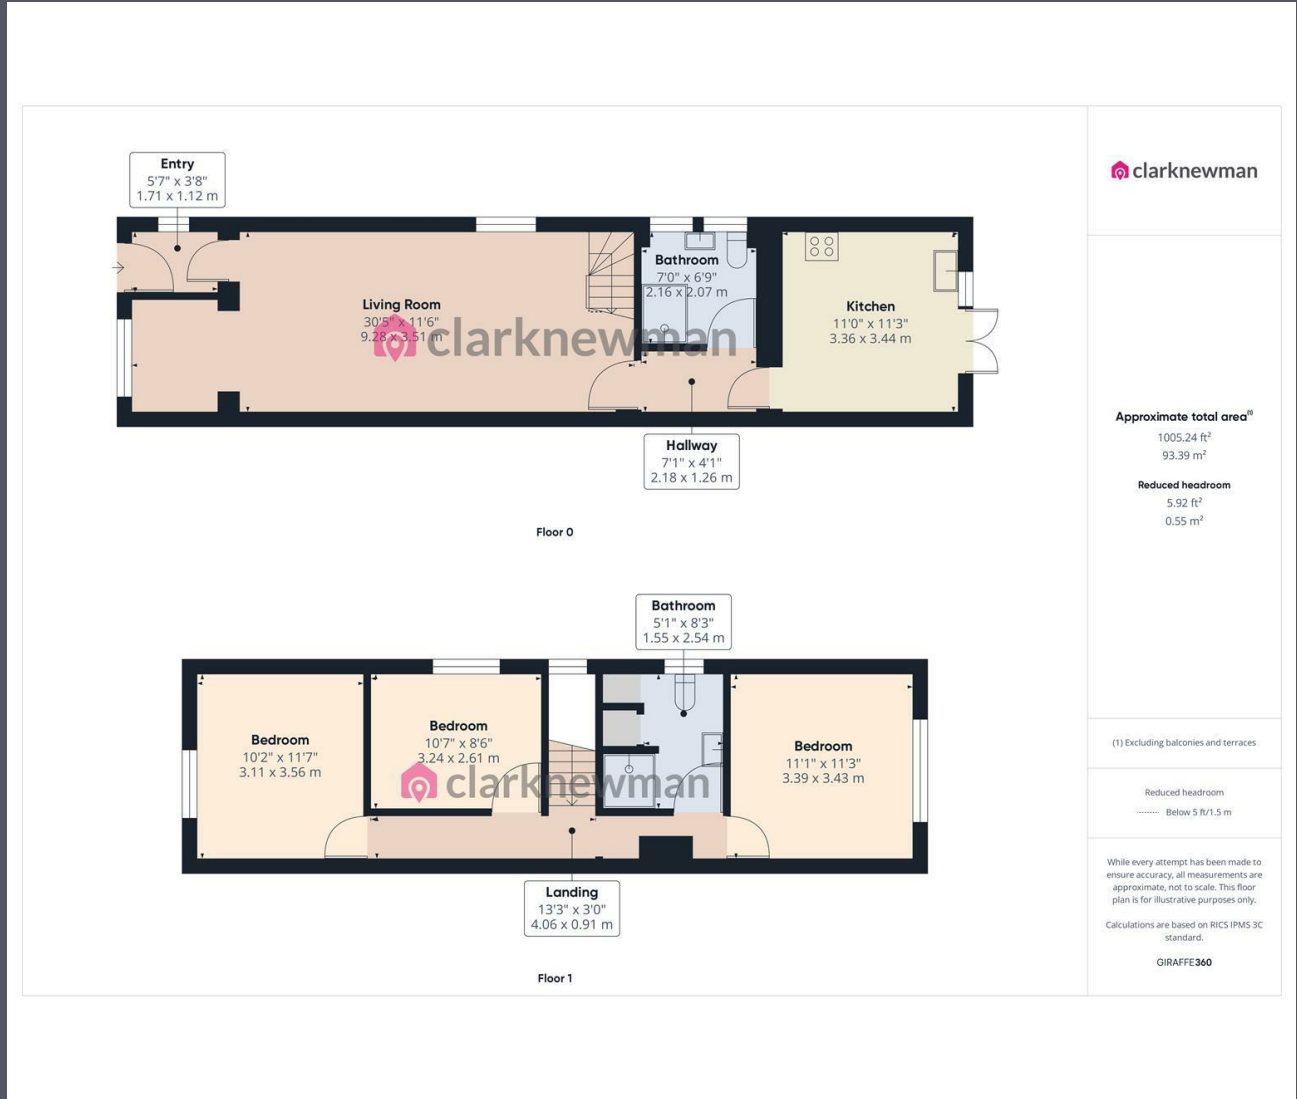 Entry
5'7" x 3'8"
1.71 x 1.12 m
Living Room
30'5" x 11'6"
9.28 x 3.51 m
Bathroom
7'0" x 6'9"
2.16 x 2.07 m
Kitchen
11'0" x 11'3"
3.36 x 3.44 m
clarknewman
Hallway
7'1" x 4'1"
2.18 x 1.26 m
Floor 0
Bathroom
5'1" x 8'3"
1.55 x 2.54 m
Bedroom
10'2" x 11'7"
3.11 x 3.56 m
Bedroom
10'7" x 8'6"
3.24 x 2.61 m
Bedroom
11'1" x 11'3"
3.39 x 3.43 m
clarknewman
Landing
13'3" x 3'0"
4.06 x 0.91 m
Floor 1
clarknewman
Approximate total area(1)
1005.24 ft²
93.39 m²
Reduced headroom
5.92 ft²
0.55 m²
(1) Excluding balconies and terraces
Reduced headroom
Below 5 ft/1.5 m
While every attempt has been made to
ensure accuracy, all measurements are
approximate, not to scale. This floor
plan is for illustrative purposes only.
Calculations are based on RICS IPMS 3C
standard.
GIRAFFE360